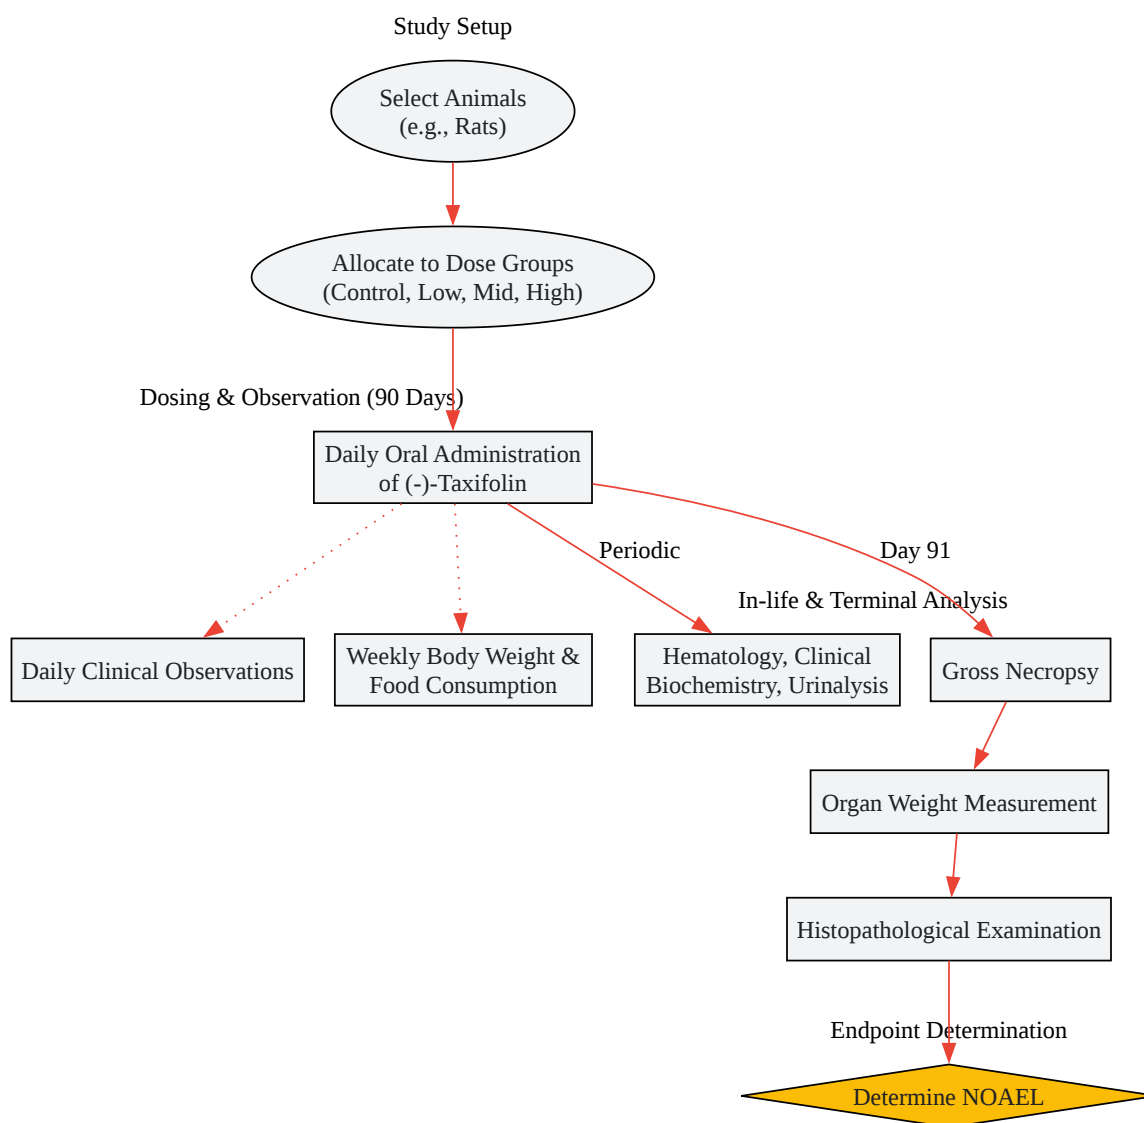 Study Setup
Select Animals
(e.g., Rats)
Allocate to Dose Groups
(Control, Low, Mid, High)
Dosing & Observation (90 Days)
Daily Oral Administration
of (-)-Taxifolin
Periodic
Day 91
In-life & Terminal Analysis
Daily Clinical Observations
Weekly Body Weight &
Food Consumption
Hematology, Clinical
Biochemistry, Urinalysis
Gross Necropsy
Organ Weight Measurement
Histopathological Examination
Endpoint Determination
Determine NOAEL